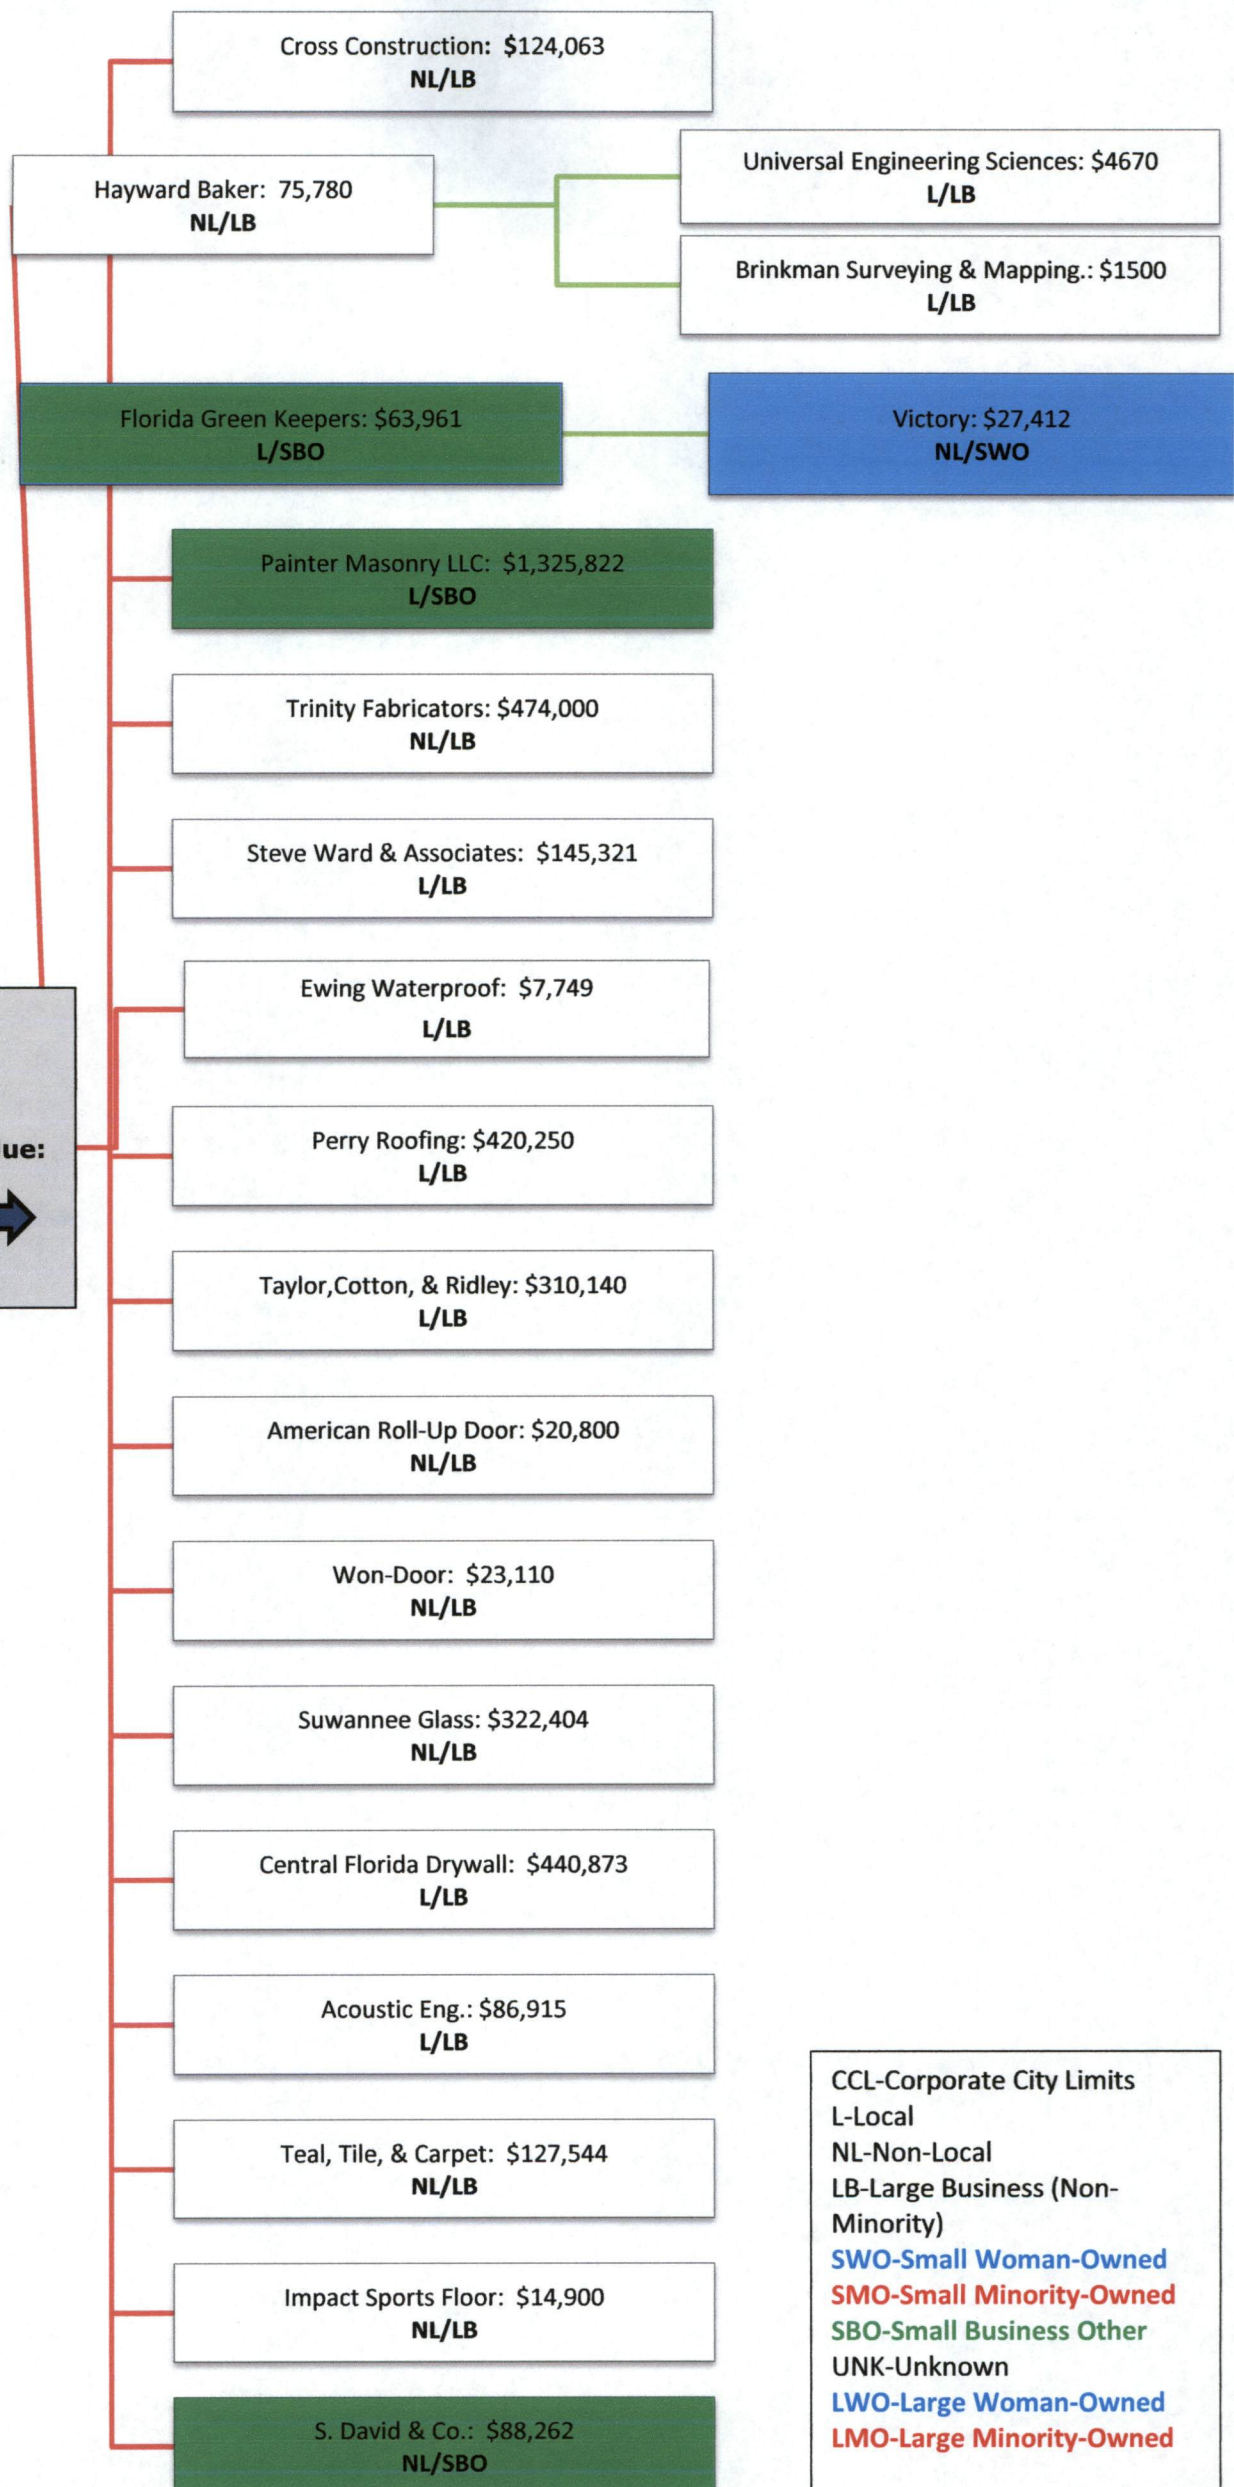 Cross Construction: $124,063
NL/LB
Hayward Baker: 75,780
NL/LB
Universal Engineering Sciences: $4670
L/LB
Brinkman Surveying & Mapping.: $1500
L/LB
Florida Green Keepers: $63,961
L/SBO
Victory: $27,412
NL/SWO
Painter Masonry LLC: $1,325,822
L/SBO
Trinity Fabricators: $474,000
NL/LB
Steve Ward & Associates: $145,321
L/LB
Ewing Waterproof: $7,749
L/LB
Perry Roofing: $420,250
L/LB
Taylor,Cotton, & Ridley: $310,140
L/LB
American Roll-Up Door: $20,800
NL/LB
Won-Door: $23,110
NL/LB
Suwannee Glass: $322,404
NL/LB
Central Florida Drywall: $440,873
L/LB
Acoustic Eng.: $86,915
L/LB
Teal, Tile, & Carpet: $127,544
NL/LB
Impact Sports Floor: $14,900
NL/LB
S. David & Co.: $88,262
NL/SBO
CCL-Corporate City Limits
L-Local
NL-Non-Local
LB-Large Business (Non-
Minority)
SWO-Small Woman-Owned
SMO-Small Minority-Owned
SBO-Small Business Other
UNK-Unknown
LWO-Large Woman-Owned
LMO-Large Minority-Owned